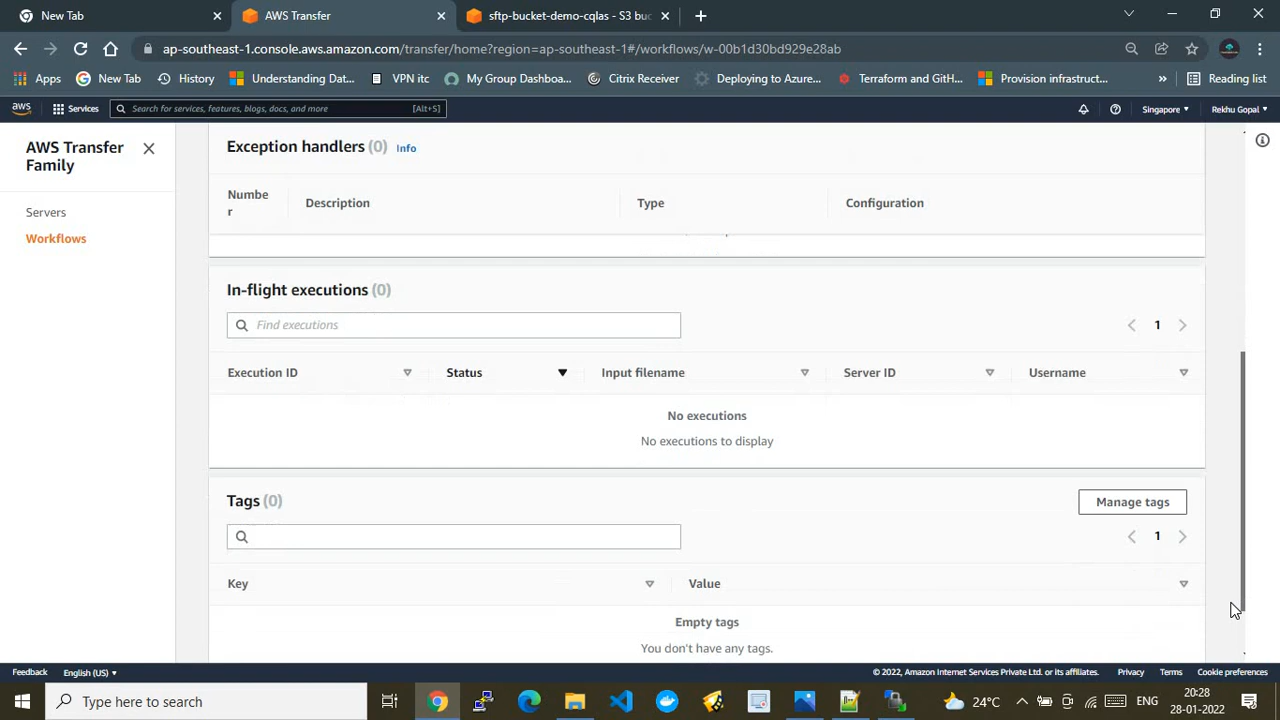 New Tab
AWS Transfer
sftp-bucket-demo-cqlas - S3 buc
ap-southeast-1.console.aws.amazon.com/transfer/home?region=ap-southeast-1#/workflows/w-00b1d30bd929e28ab
Apps
New Tab
History
Understanding Dat...
VPN itc
My Group Dashboa...
Citrix Receiver
Deploying to Azure...
Terraform and GitH...
Provision infrastruct...
»
Reading list
aws
Services
Search for services, features, blogs, docs, and more
[Alt+S]
Singapore
Rekhu Gopal
AWS Transfer
Family
Servers
Workflows
Exception handlers (0) Info
Numbe
r
Description
Type
Configuration
In-flight executions (0)
Find executions
1
Execution ID
Status
Input filename
Server ID
Username
No executions
No executions to display
Tags (0)
Manage tags
1
Key
Value
Empty tags
You don't have any tags.
Feedback
English (US)
© 2022, Amazon Internet Services Private Ltd. or its affiliates.
Privacy
Terms
Cookie preferences
Type here to search
24°C
ENG
20:28
28-01-2022